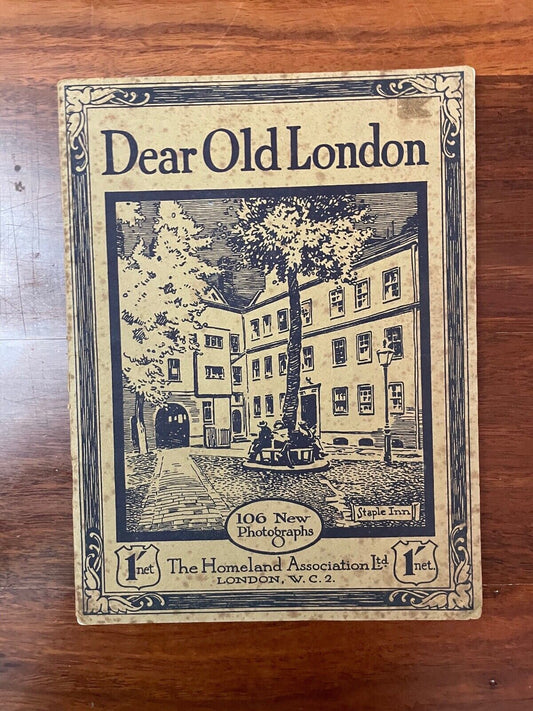 Dear Old London
Staple Inn
106 New
Photographs
1/- net.
The Homeland Association Ltd
LONDON, W.C.2.
1/- net.